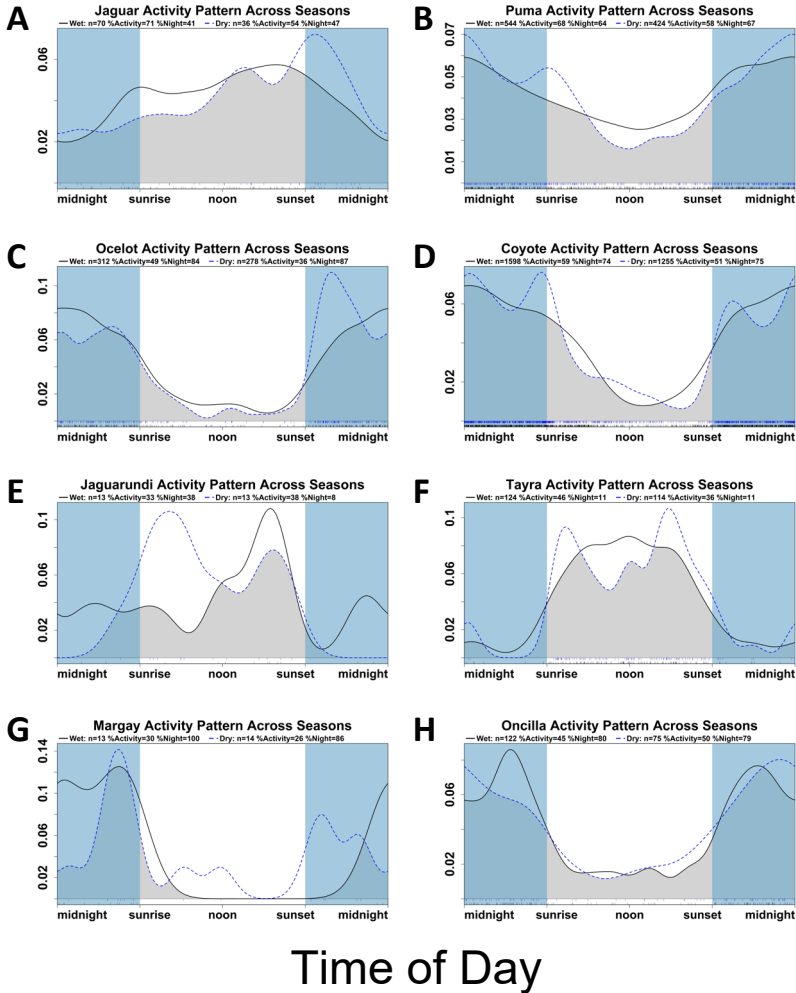 A
Jaguar Activity Pattern Across Seasons
Wet: n=70 %Activity=71 %Night=41 Dry: n=36 %Activity=54 %Night=47
0.06
0.02
midnight sunrise noon sunset midnight
B
Puma Activity Pattern Across Seasons
Wet: n=544 %Activity=68 %Night=64 Dry: n=424 %Activity=58 %Night=67
0.07
0.05
0.03
0.01
midnight sunrise noon sunset midnight
C
Ocelot Activity Pattern Across Seasons
Wet: n=312 %Activity=49 %Night=84 Dry: n=278 %Activity=36 %Night=87
0.1
0.06
0.02
midnight sunrise noon sunset midnight
D
Coyote Activity Pattern Across Seasons
Wet: n=1598 %Activity=59 %Night=74 Dry: n=1255 %Activity=51 %Night=75
0.06
0.02
midnight sunrise noon sunset midnight
E
Jaguarundi Activity Pattern Across Seasons
Wet: n=13 %Activity=33 %Night=38 Dry: n=13 %Activity=38 %Night=8
0.1
0.06
0.02
midnight sunrise noon sunset midnight
F
Tayra Activity Pattern Across Seasons
Wet: n=124 %Activity=46 %Night=11 Dry: n=114 %Activity=36 %Night=11
0.1
0.06
0.02
midnight sunrise noon sunset midnight
G
Margay Activity Pattern Across Seasons
Wet: n=13 %Activity=30 %Night=100 Dry: n=14 %Activity=26 %Night=86
0.14
0.1
0.06
0.02
midnight sunrise noon sunset midnight
H
Oncilla Activity Pattern Across Seasons
Wet: n=122 %Activity=45 %Night=80 Dry: n=75 %Activity=50 %Night=79
0.06
0.02
midnight sunrise noon sunset midnight
Time of Day